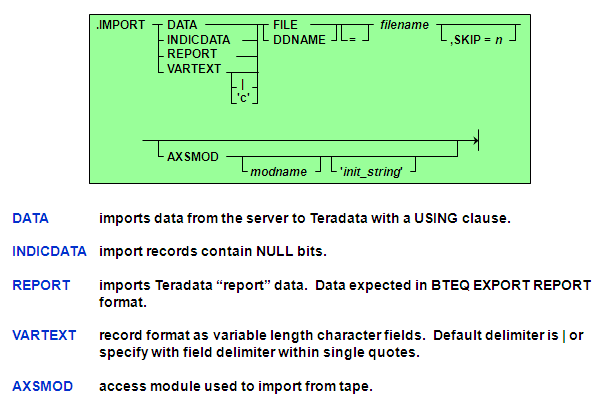 .IMPORT DATA FILE filename
INDICDATA DDNAME = ,SKIP = n
REPORT
VARTEXT
|
'c'
AXSMOD
modname 'init_string'
DATA imports data from the server to Teradata with a USING clause.
INDICDATA import records contain NULL bits.
REPORT imports Teradata “report” data. Data expected in BTEQ EXPORT REPORT
format.
VARTEXT record format as variable length character fields. Default delimiter is | or
specify with field delimiter within single quotes.
AXSMOD access module used to import from tape.